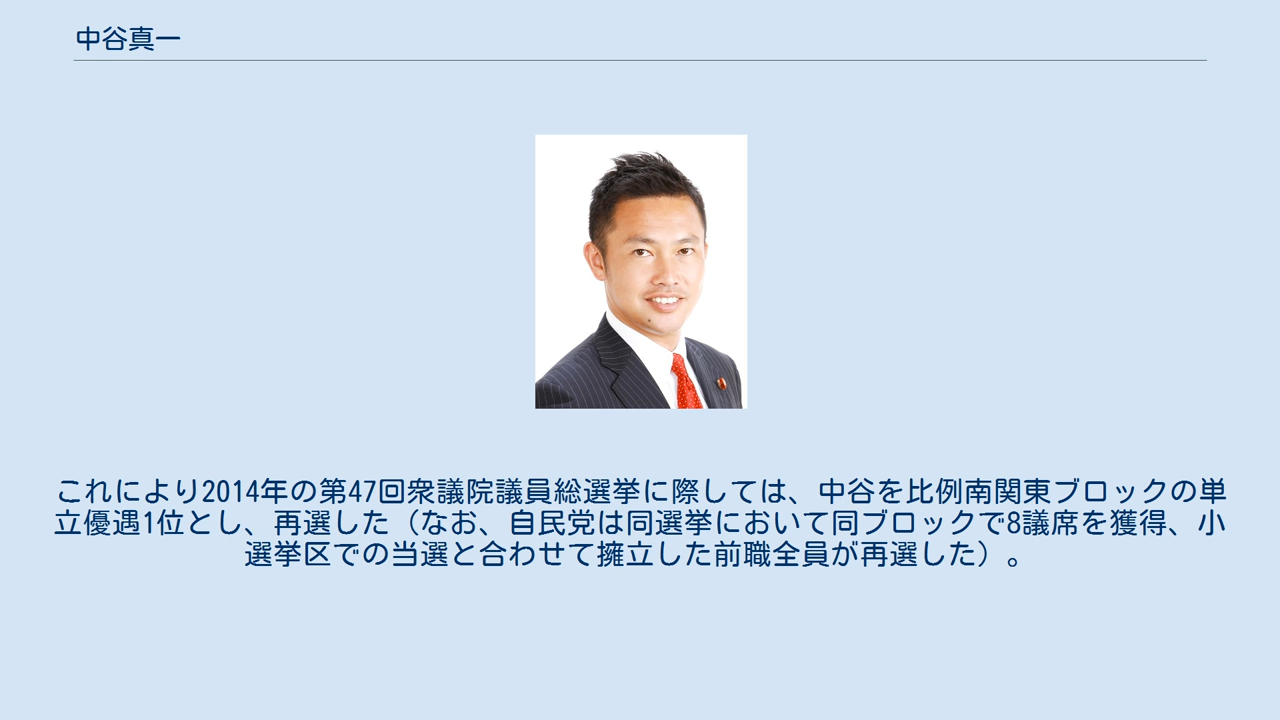 中谷真一
これにより2014年の第47回衆議院議員総選挙に際しては、中谷を比例南関東ブロックの単
立優遇1位とし、再選した（なお、自民党は同選挙において同ブロックで8議席を獲得、小
選挙区での当選と合わせて擁立した前職全員が再選した）。